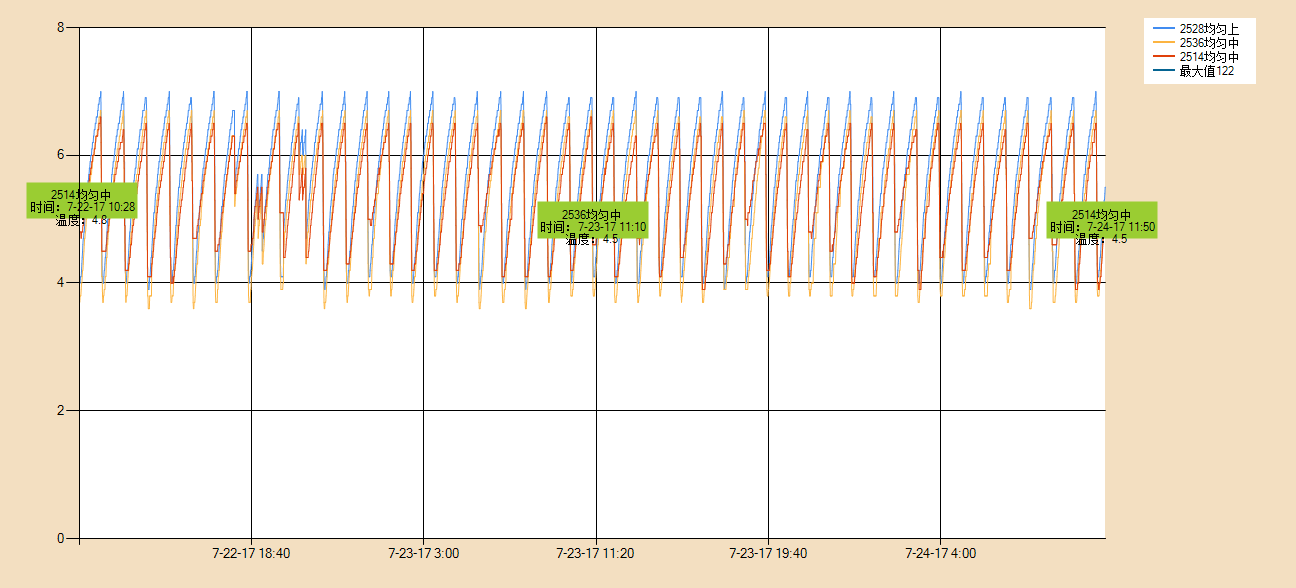 8
6
4
2
0
2528均匀上
2536均匀中
2514均匀中
最大值122
2514均匀中
时间：7-22-17 10:28
温度：4.8
2536均匀中
时间：7-23-17 11:10
温度：4.5
2514均匀中
时间：7-24-17 11:50
温度：4.5
7-22-17 18:40
7-23-17 3:00
7-23-17 11:20
7-23-17 19:40
7-24-17 4:00